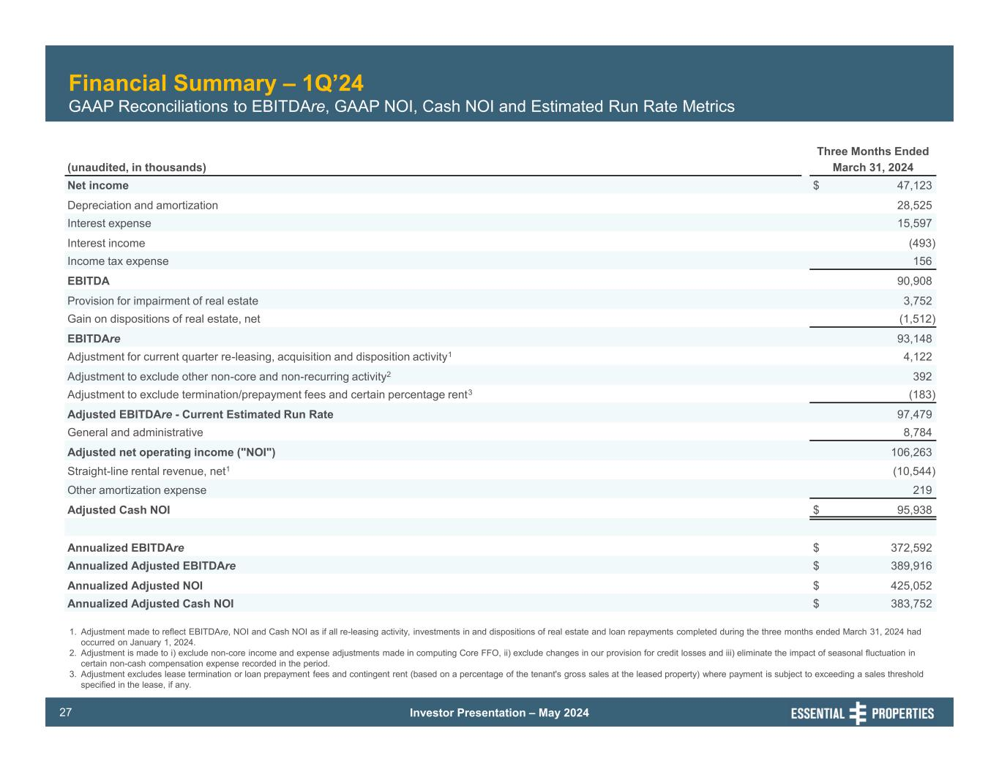 Financial Summary – 1Q’24
GAAP Reconciliations to EBITDAre, GAAP NOI, Cash NOI and Estimated Run Rate Metrics
Three Months Ended
(unaudited, in thousands) March 31, 2024
Net income $ 47,123
Depreciation and amortization 28,525
Interest expense 15,597
Interest income (493)
Income tax expense 156
EBITDA 90,908
Provision for impairment of real estate 3,752
Gain on dispositions of real estate, net (1,512)
EBITDAre 93,148
Adjustment for current quarter re-leasing, acquisition and disposition activity1 4,122
Adjustment to exclude other non-core and non-recurring activity2 392
Adjustment to exclude termination/prepayment fees and certain percentage rent3 (183)
Adjusted EBITDAre - Current Estimated Run Rate 97,479
General and administrative 8,784
Adjusted net operating income ("NOI") 106,263
Straight-line rental revenue, net1 (10,544)
Other amortization expense 219
Adjusted Cash NOI $ 95,938
Annualized EBITDAre $ 372,592
Annualized Adjusted EBITDAre $ 389,916
Annualized Adjusted NOI $ 425,052
Annualized Adjusted Cash NOI $ 383,752
1. Adjustment made to reflect EBITDAre, NOI and Cash NOI as if all re-leasing activity, investments in and dispositions of real estate and loan repayments completed during the three months ended March 31, 2024 had
occurred on January 1, 2024.
2. Adjustment is made to i) exclude non-core income and expense adjustments made in computing Core FFO, ii) exclude changes in our provision for credit losses and iii) eliminate the impact of seasonal fluctuation in
certain non-cash compensation expense recorded in the period.
3. Adjustment excludes lease termination or loan prepayment fees and contingent rent (based on a percentage of the tenant's gross sales at the leased property) where payment is subject to exceeding a sales threshold
specified in the lease, if any.
27 Investor Presentation – May 2024 ESSENTIAL PROPERTIES